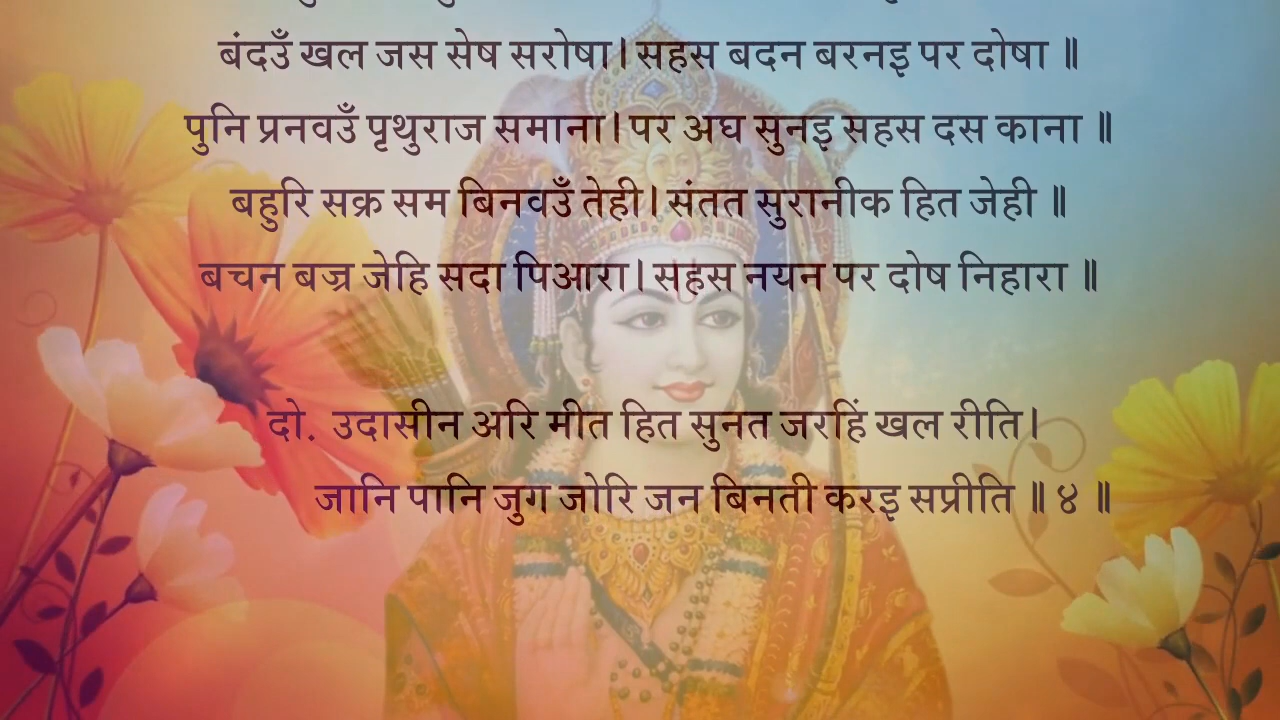 बंदउँ खल जस सेष सरोषा। सहस बदन बरनइ पर दोषा ॥
पुनि प्रनवउँ पृथुराज समाना। पर अघ सुनइ सहस दस काना ॥
बहुरि सक्र सम बिनवउँ तेही। संतत सुरानीक हित जेही ॥
बचन बज्र जेहि सदा पिआरा। सहस नयन पर दोष निहारा ॥
दो. उदासीन अरि मीत हित सुनत जरहिं खल रीति।
जानि पानि जुग जोरि जन बिनती करइ सप्रीति ॥ ४ ॥